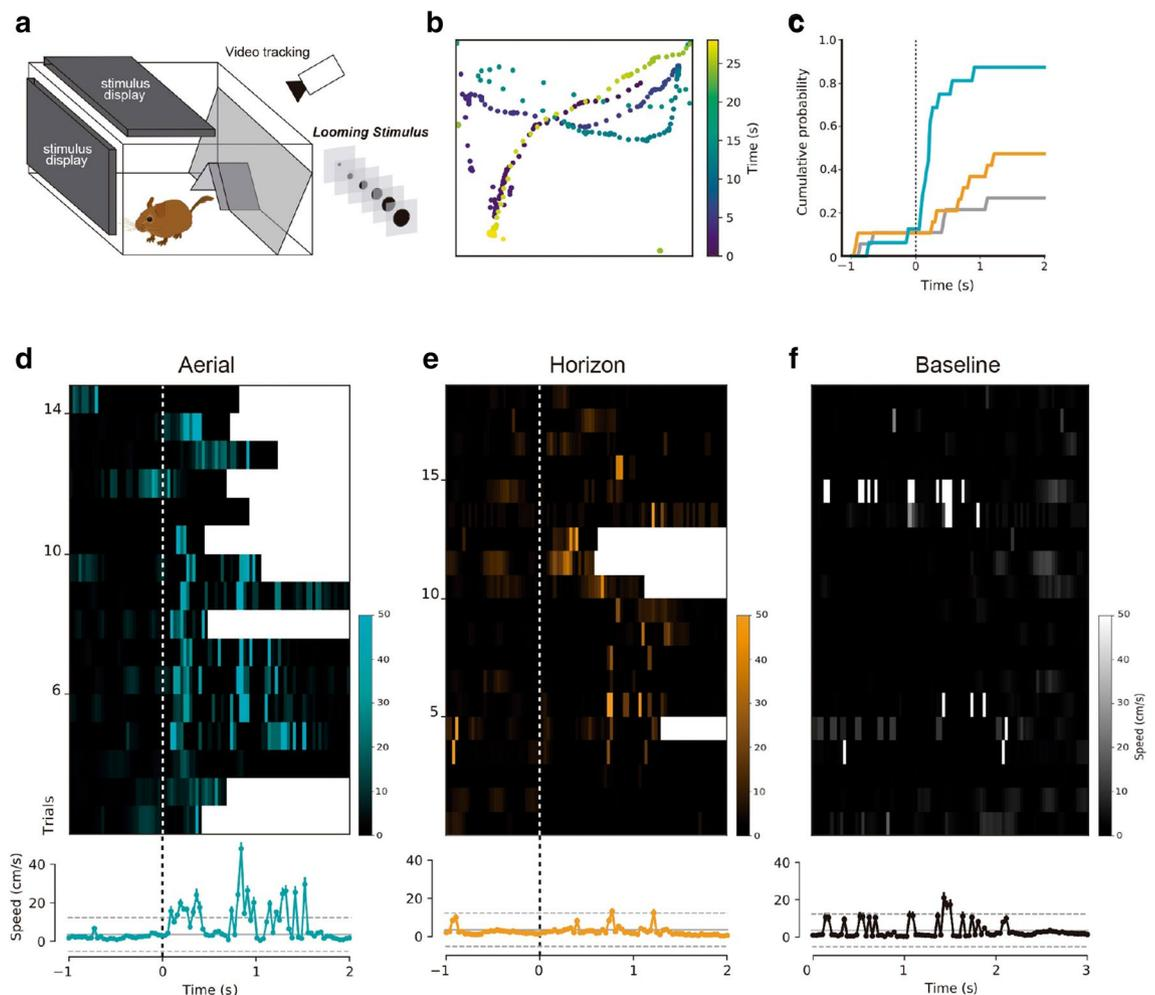 a
Video tracking
stimulus
display
stimulus
display
Looming Stimulus
b
25
20
15
10
5
0
Time (s)
c
Cumulative probability
1.0
0.8
0.6
0.4
0.2
0
−1
0
1
2
Time (s)
d
Aerial
14
10
6
Trials
50
40
30
20
10
0
Speed (cm/s)
40
20
0
−1
0
1
2
Time (s)
e
Horizon
15
10
5
50
40
30
20
10
0
40
20
0
−1
0
1
2
Time (s)
f
Baseline
50
40
30
20
10
0
Speed (cm/s)
40
20
0
0
1
2
3
Time (s)